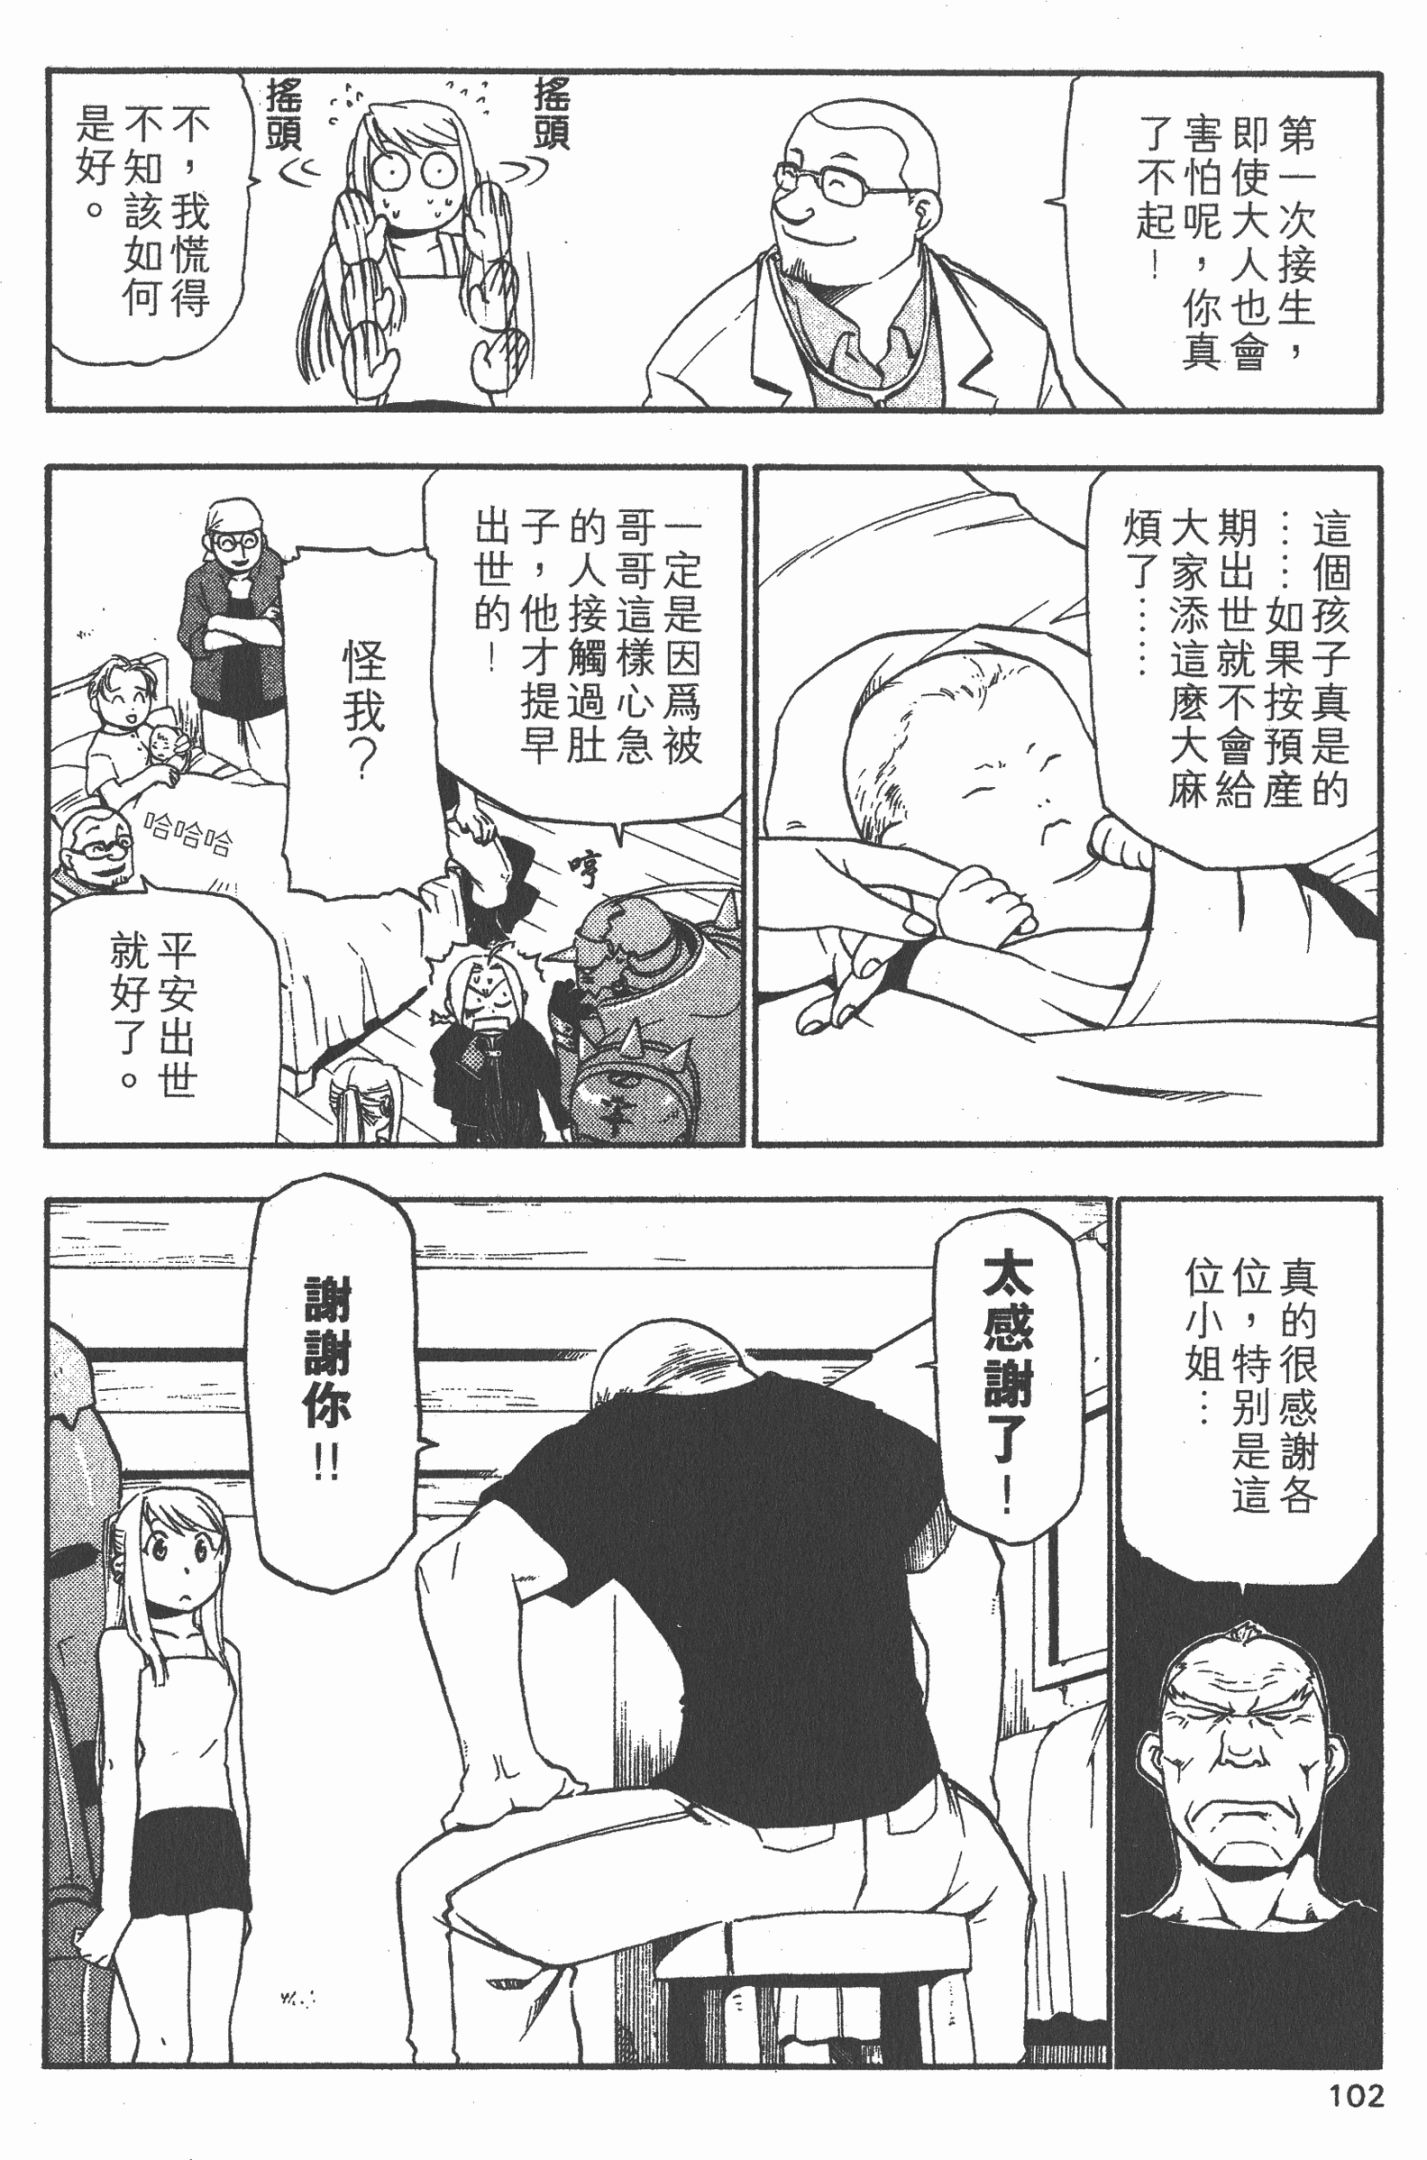 第一次接生，
即使大人也會
害怕呢，你真
了不起！
搖頭
搖頭
不，我慌得
不知該如何
是好。
這個孩子真是的
……如果按預産
期出世就不會給
大家添這麽大麻
煩了……
一定是因爲被
哥哥這樣心急
的人接觸過肚
子，他才提早
出世的！
哼
怪我？
哈哈哈
平安出世
就好了。
真的很感謝各
位，特別是這
位小姐…
太感謝了！
謝謝你!!
102